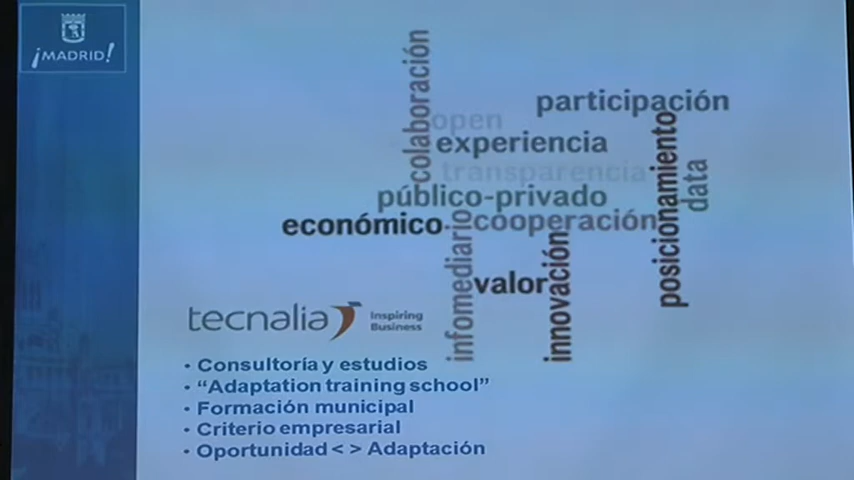 ¡MADRID!
colaboración
participación
open
experiencia
transparencia
posicionamiento
data
público-privado
económico
cooperación
infomediario
valor
innovación
tecnalia Inspiring
Business
• Consultoría y estudios
• “Adaptation training school”
• Formación municipal
• Criterio empresarial
• Oportunidad < > Adaptación